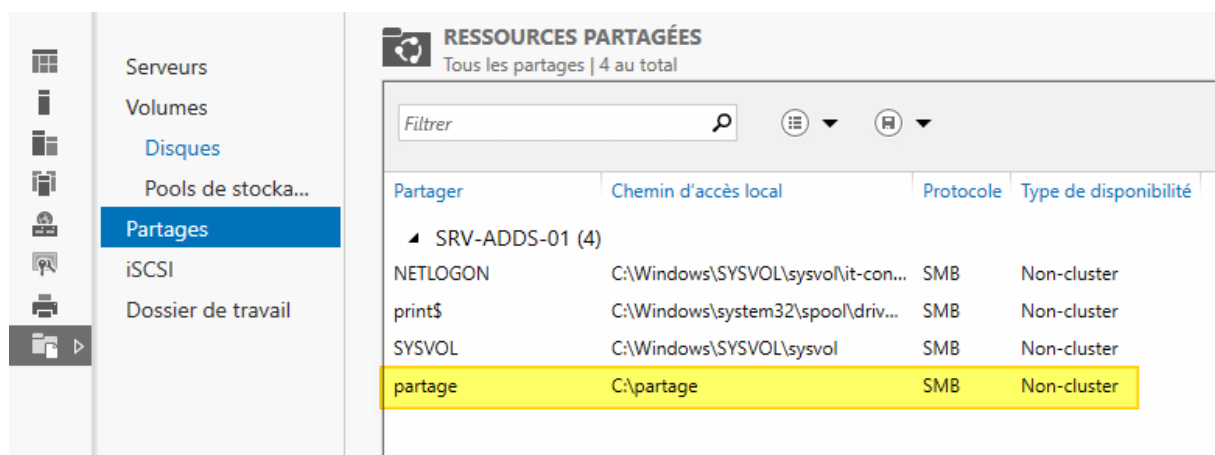 RESSOURCES PARTAGÉES
Tous les partages | 4 au total
Serveurs
Volumes
Disques
Pools de stocka...
Partages
iSCSI
Dossier de travail
Filtrer
Partager Chemin d'accès local Protocole Type de disponibilité
SRV-ADDS-01 (4)
NETLOGON C:\Windows\SYSVOL\sysvol\it-con... SMB Non-cluster
print$ C:\Windows\system32\spool\driv... SMB Non-cluster
SYSVOL C:\Windows\SYSVOL\sysvol SMB Non-cluster
partage C:\partage SMB Non-cluster